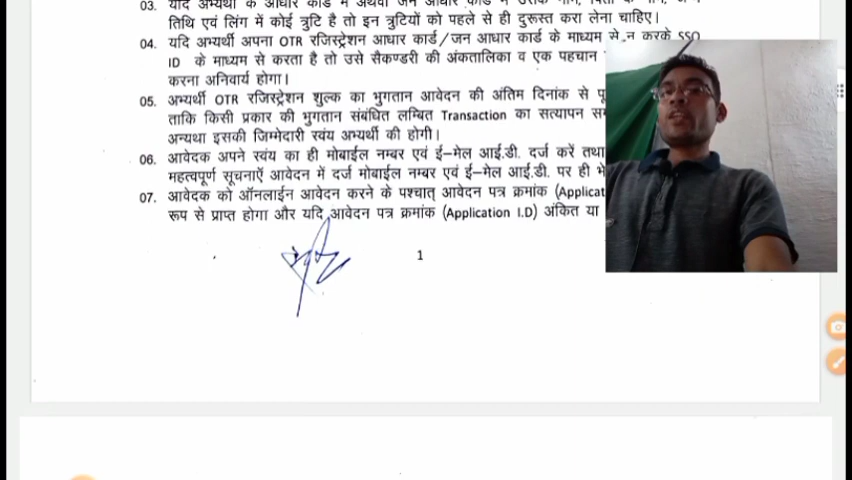 03. यदि अभ्यर्थी के आधार कार्ड में अथवा जन आधार कार्ड में उसके नाम, पिता
तिथि एवं लिंग में कोई त्रुटि है तो इन त्रुटियों को पहले से ही दुरूस्त करा लेना चाहिए।
04. यदि अभ्यर्थी अपना OTR रजिस्ट्रेशन आधार कार्ड/जन आधार कार्ड के माध्यम से न करके SSO
ID के माध्यम से करता है तो उसे सैकण्डरी की अंकतालिका व एक पहचान
करना अनिवार्य होगा।
05. अभ्यर्थी OTR रजिस्ट्रेशन शुल्क का भुगतान आवेदन की अंतिम दिनांक से
ताकि किसी प्रकार की भुगतान संबंधित लम्बित Transaction का सत्यापन
अन्यथा इसकी जिम्मेदारी स्वंय अभ्यर्थी की होगी।
06. आवेदक अपने स्वंय का ही मोबाईल नम्बर एवं ई–मेल आई.डी. दर्ज करें तथा
महत्वपूर्ण सूचनाऐं आवेदन में दर्ज मोबाईल नम्बर एवं ई–मेल आई.डी. पर ही
07. आवेदक को ऑनलाईन आवेदन करने के पश्चात् आवेदन पत्र क्रमांक (Applicat
रूप से प्राप्त होगा और यदि आवेदन पत्र क्रमांक (Application I.D) अंकित या
1